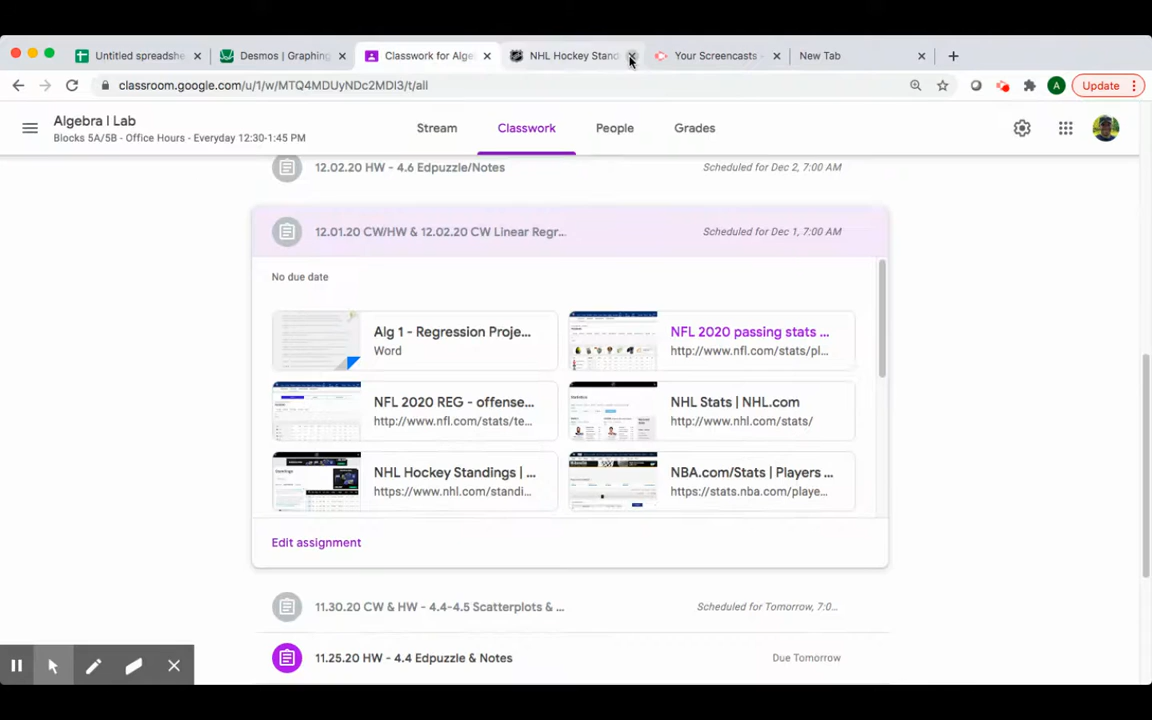 Untitled spreadshe
Desmos | Graphing
Classwork for Alge
NHL Hockey Stand
Your Screencasts -
New Tab
classroom.google.com/u/1/w/MTQ4MDUyNDc2MDI3/t/all
A
Update
Algebra I Lab
Blocks 5A/5B - Office Hours - Everyday 12:30-1:45 PM
Stream
Classwork
People
Grades
12.02.20 HW - 4.6 Edpuzzle/Notes
Scheduled for Dec 2, 7:00 AM
12.01.20 CW/HW & 12.02.20 CW Linear Regr...
Scheduled for Dec 1, 7:00 AM
No due date
Alg 1 - Regression Proje...
Word
NFL 2020 passing stats ...
http://www.nfl.com/stats/pl...
NFL 2020 REG - offense...
http://www.nfl.com/stats/te...
NHL Stats | NHL.com
http://www.nhl.com/stats/
NHL Hockey Standings | ...
https://www.nhl.com/standi...
NBA.com/Stats | Players ...
https://stats.nba.com/playe...
Edit assignment
11.30.20 CW & HW - 4.4-4.5 Scatterplots & ...
Scheduled for Tomorrow, 7:0...
11.25.20 HW - 4.4 Edpuzzle & Notes
Due Tomorrow